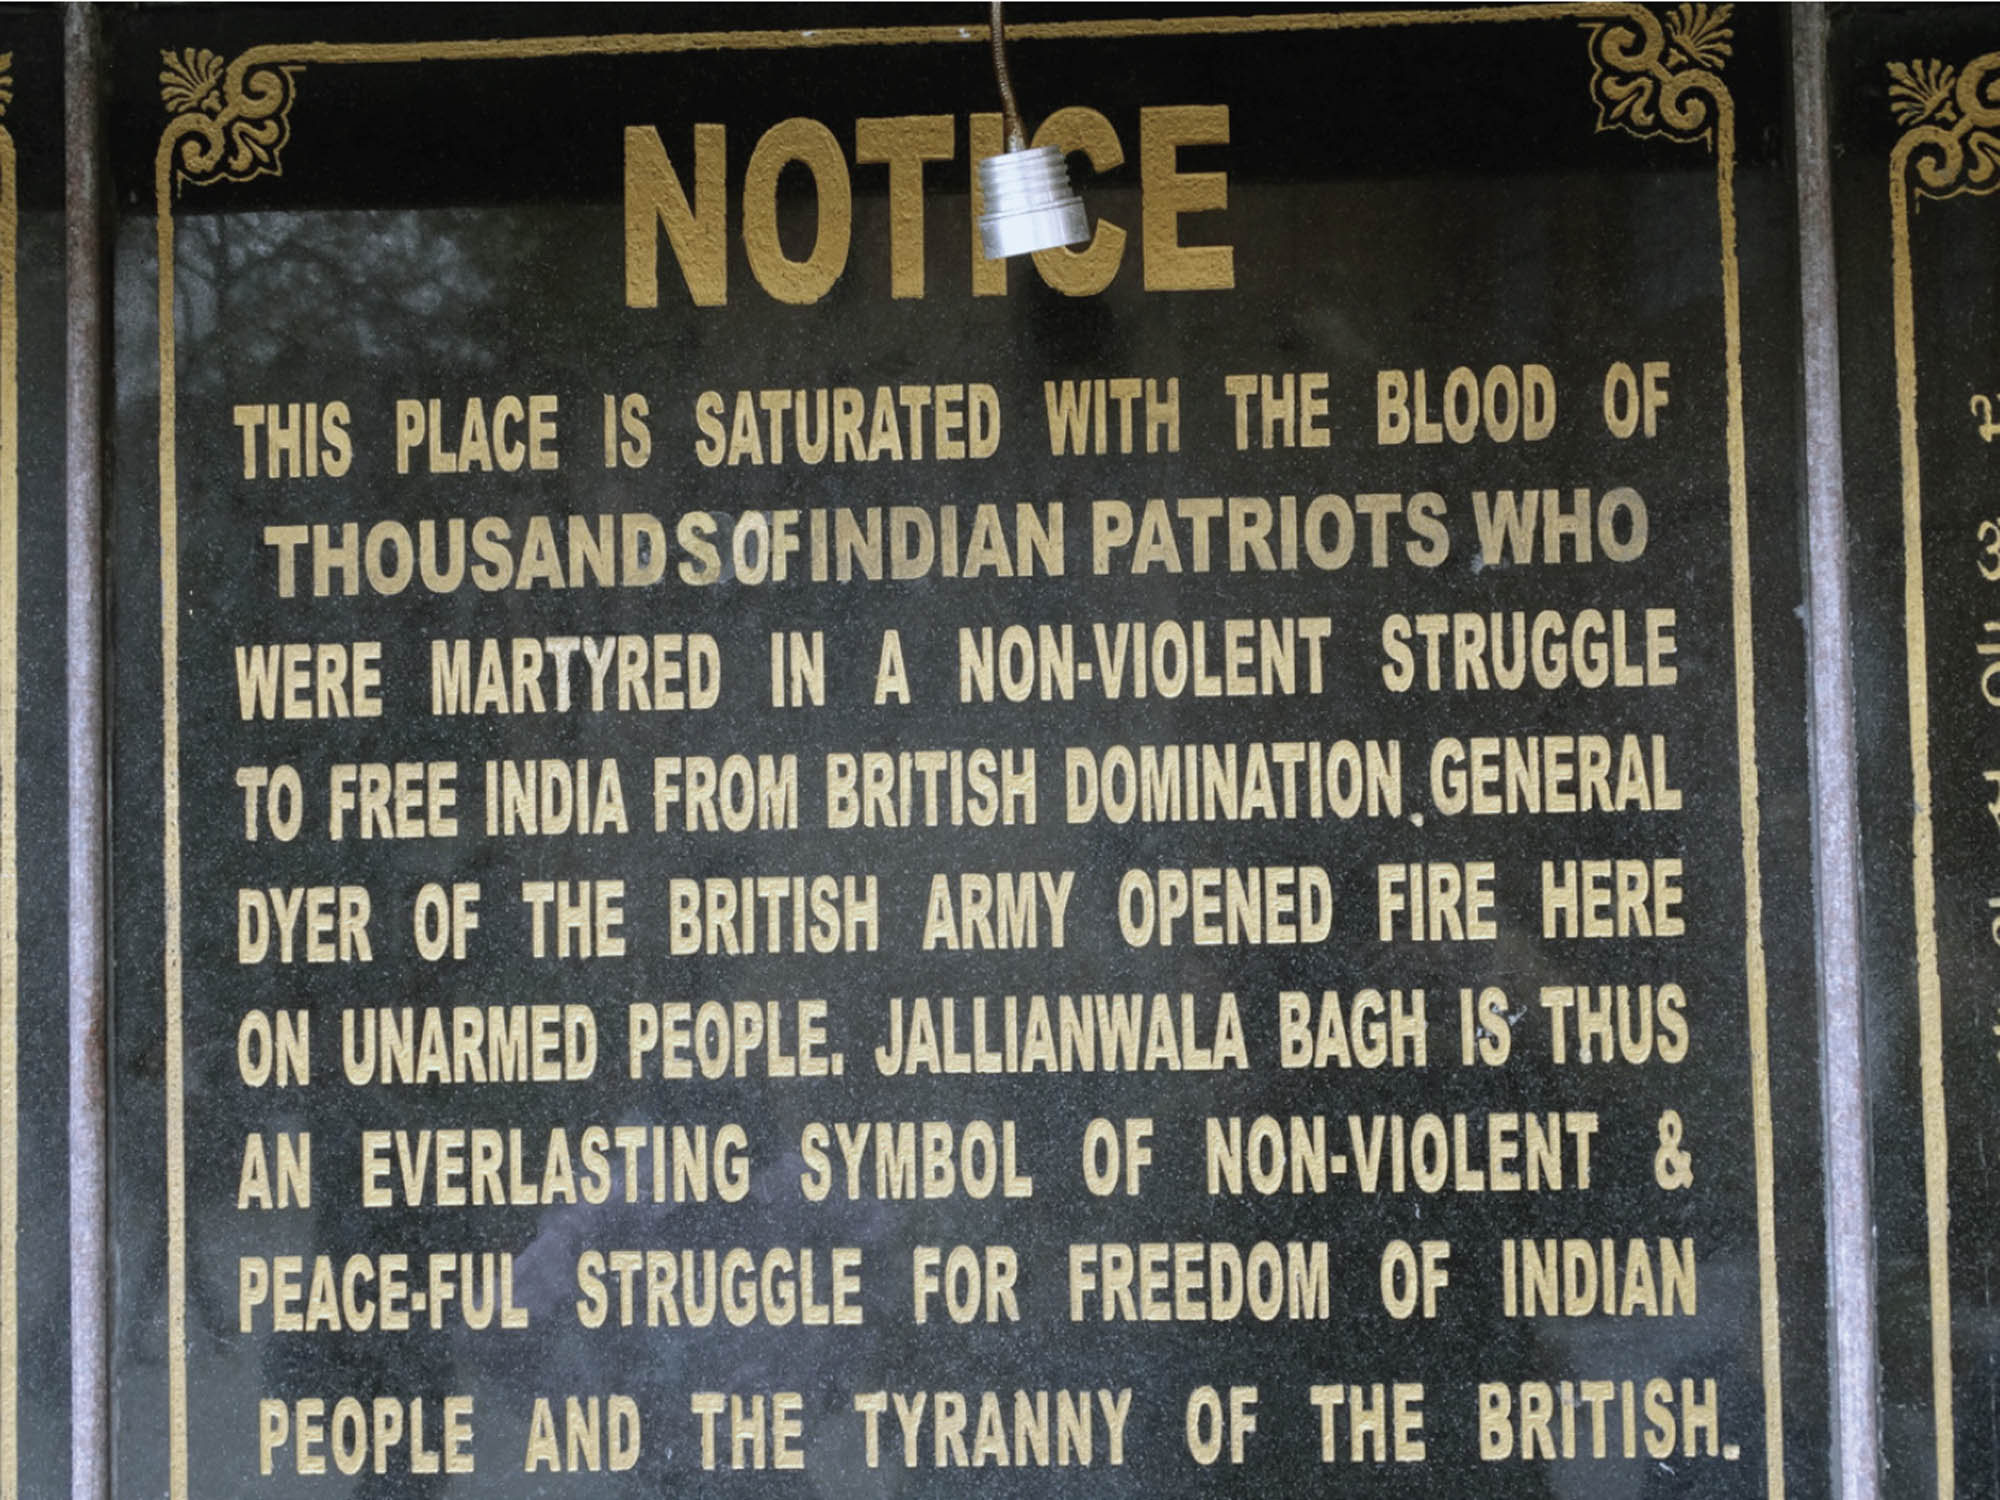 NOTICE
THIS PLACE IS SATURATED WITH THE BLOOD OF
THOUSANDS OF INDIAN PATRIOTS WHO
WERE MARTYRED IN A NON-VIOLENT STRUGGLE
TO FREE INDIA FROM BRITISH DOMINATION. GENERAL
DYER OF THE BRITISH ARMY OPENED FIRE HERE
ON UNARMED PEOPLE. JALLIANWALA BAGH IS THUS
AN EVERLASTING SYMBOL OF NON-VIOLENT &
PEACE-FUL STRUGGLE FOR FREEDOM OF INDIAN
PEOPLE AND THE TYRANNY OF THE BRITISH.